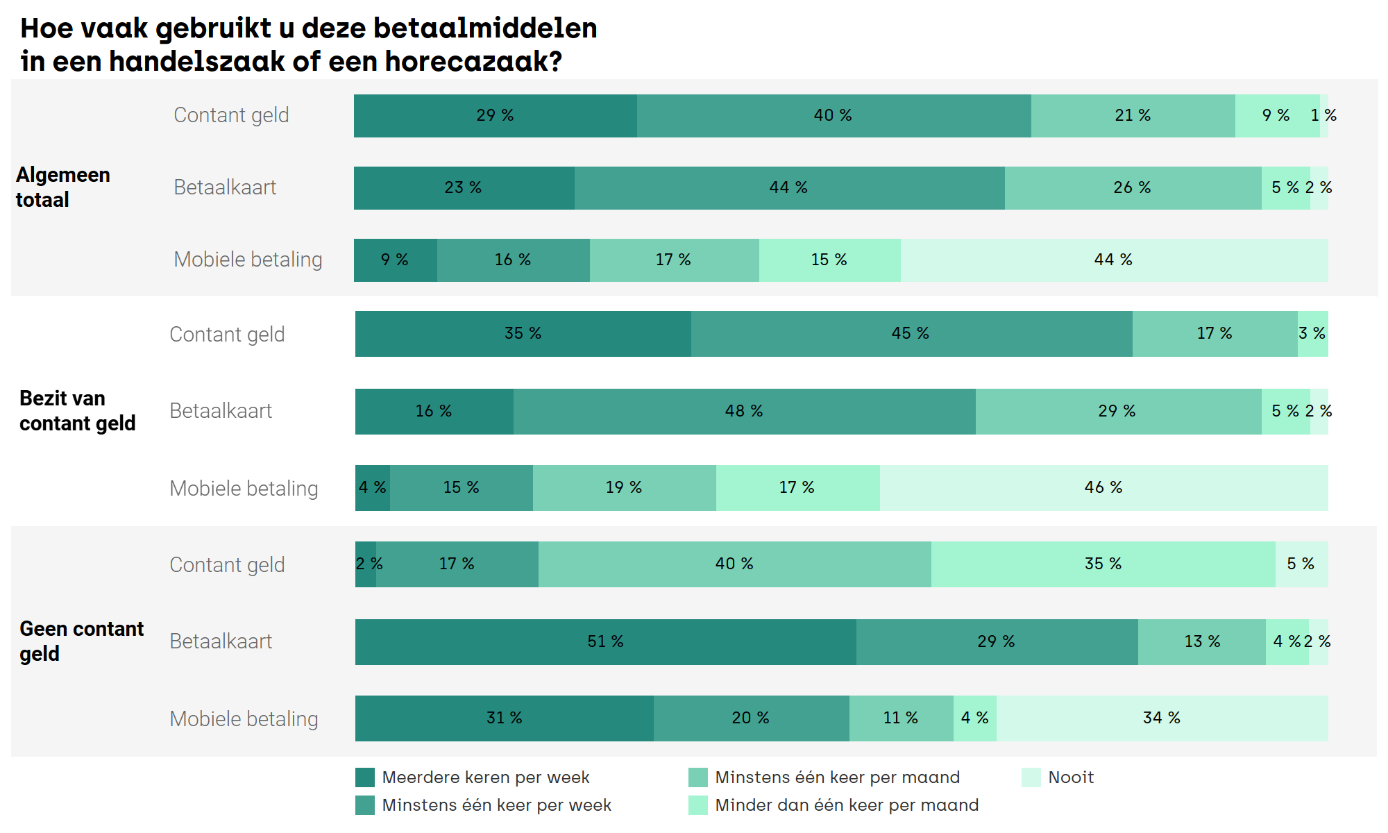 Hoe vaak gebruikt u deze betaalmiddelen
in een handelszaak of een horecazaak?
Algemeen
totaal
Contant geld
29 % 40 % 21 % 9 % 1 %
Betaalkaart
23 % 44 % 26 % 5 % 2 %
Mobiele betaling
9 % 16 % 17 % 15 % 44 %
Bezit van
contant geld
Contant geld
35 % 45 % 17 % 3 %
Betaalkaart
16 % 48 % 29 % 5 % 2 %
Mobiele betaling
4 % 15 % 19 % 17 % 46 %
Geen contant
geld
Contant geld
2 % 17 % 40 % 35 % 5 %
Betaalkaart
51 % 29 % 13 % 4 % 2 %
Mobiele betaling
31 % 20 % 11 % 4 % 34 %
Meerdere keren per week
Minstens één keer per week
Minstens één keer per maand
Minder dan één keer per maand
Nooit